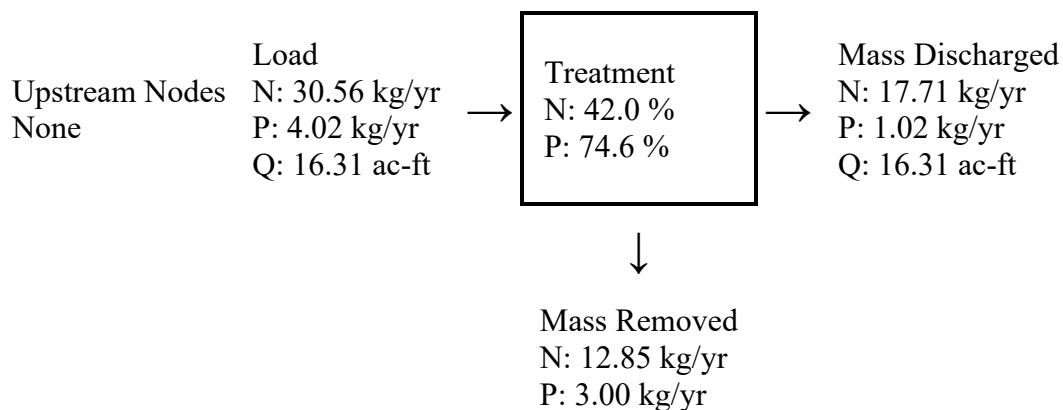 Upstream Nodes
None
Load
N: 30.56 kg/yr
P: 4.02 kg/yr
Q: 16.31 ac-ft
→
Treatment
N: 42.0 %
P: 74.6 %
→
Mass Discharged
N: 17.71 kg/yr
P: 1.02 kg/yr
Q: 16.31 ac-ft
↓
Mass Removed
N: 12.85 kg/yr
P: 3.00 kg/yr